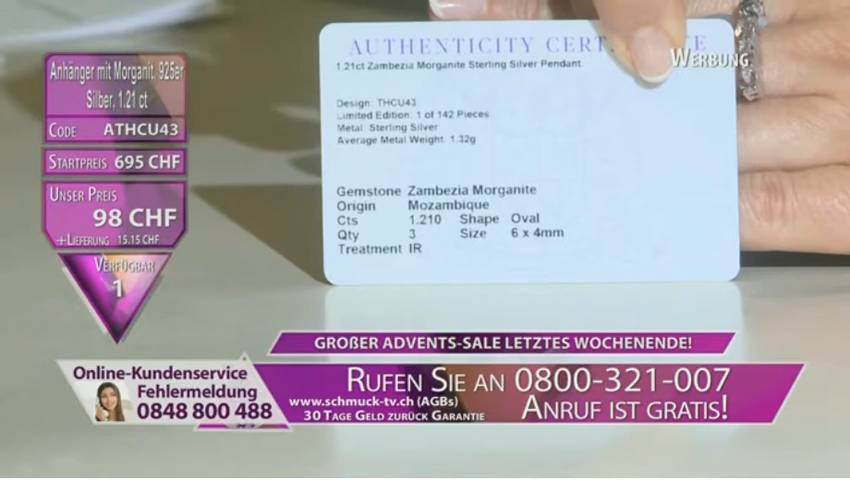 Anhänger mit Morganit, 925er
Silber, 1.21 ct
CODE ATHCU43
STARTPREIS 695 CHF
UNSER PREIS
98 CHF
+LIEFERUNG 15.15 CHF
VERFÜGBAR
1
AUTHENTICITY
WERBUNG
1.21ct Zambezia Morganite Sterling Silver Pendant
Design: THCU43
Limited Edition: 1 of 142 Pieces.
Metal: Sterling Silver
Average Metal Weight: 1.32g
Gemstone Zambezia Morganite
Origin Mozambique
Cts 1.210 Shape Oval
Qty 3 Size 6 x 4mm
Treatment IR
GROßER ADVENTS-SALE LETZTES WOCHENENDE!
Online-Kundenservice
Fehlermeldung
0848 800 488
RUFEN SIE AN 0800-321-007
www.schmuck-tv.ch (AGBs)
30 TAGE GELD ZURÜCK GARANTIE
ANRUF IST GRATIS!